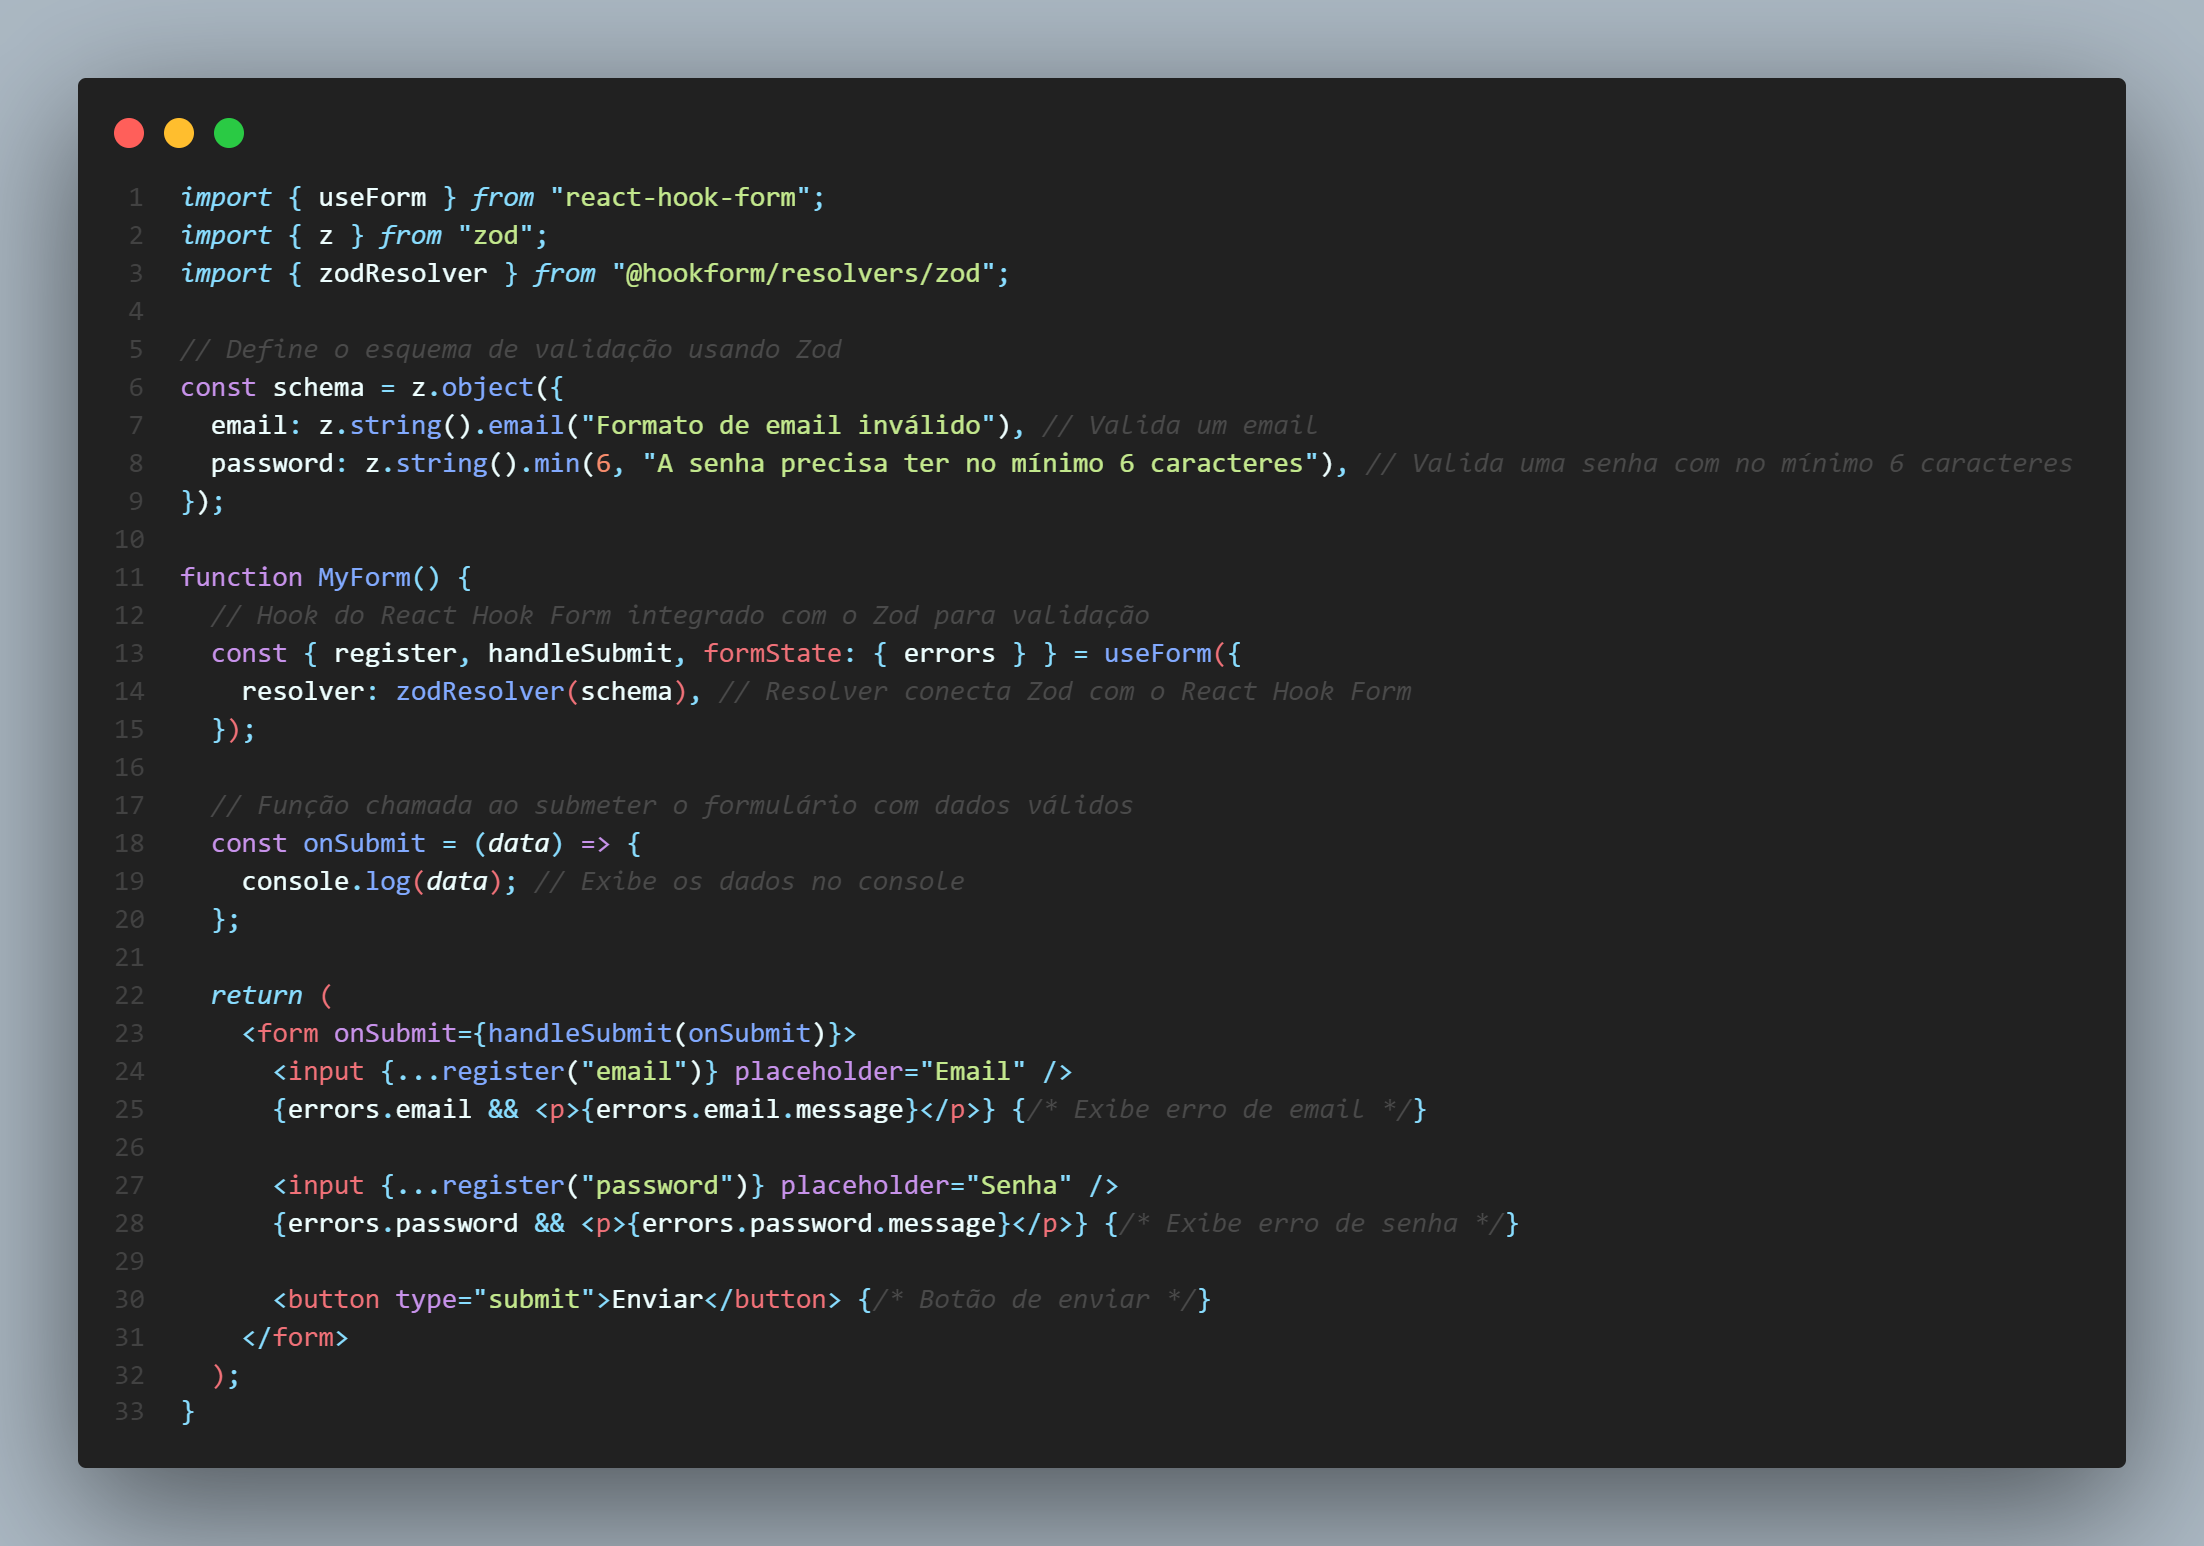 1 import { useForm } from "react-hook-form";
2 import { z } from "zod";
3 import { zodResolver } from "@hookform/resolvers/zod";
4
5 // Define o esquema de validação usando Zod
6 const schema = z.object({
7   email: z.string().email("Formato de email inválido"), // Valida um email
8   password: z.string().min(6, "A senha precisa ter no mínimo 6 caracteres"), // Valida uma senha com no mínimo 6 caracteres
9 });
10
11 function MyForm() {
12   // Hook do React Hook Form integrado com o Zod para validação
13   const { register, handleSubmit, formState: { errors } } = useForm({
14     resolver: zodResolver(schema), // Resolver conecta Zod com o React Hook Form
15   });
16
17   // Função chamada ao submeter o formulário com dados válidos
18   const onSubmit = (data) => {
19     console.log(data); // Exibe os dados no console
20   };
21
22   return (
23     <form onSubmit={handleSubmit(onSubmit)}>
24       <input {...register("email")} placeholder="Email" />
25       {errors.email && <p>{errors.email.message}</p>} {/* Exibe erro de email */}
26
27       <input {...register("password")} placeholder="Senha" />
28       {errors.password && <p>{errors.password.message}</p>} {/* Exibe erro de senha */}
29
30       <button type="submit">Enviar</button> {/* Botão de enviar */}
31     </form>
32   );
33 }